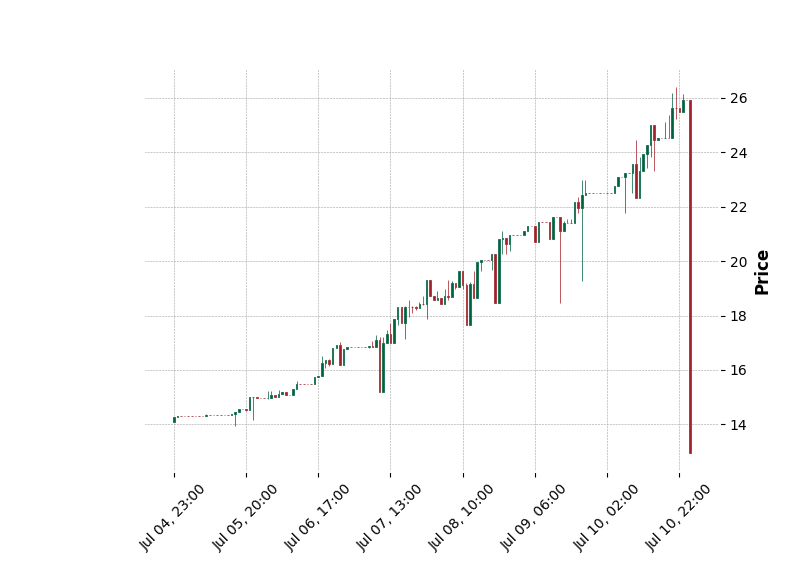 26
24
22
20
18
16
14
Price
Jul 04, 23:00
Jul 05, 20:00
Jul 06, 17:00
Jul 07, 13:00
Jul 08, 10:00
Jul 09, 06:00
Jul 10, 02:00
Jul 10, 22:00